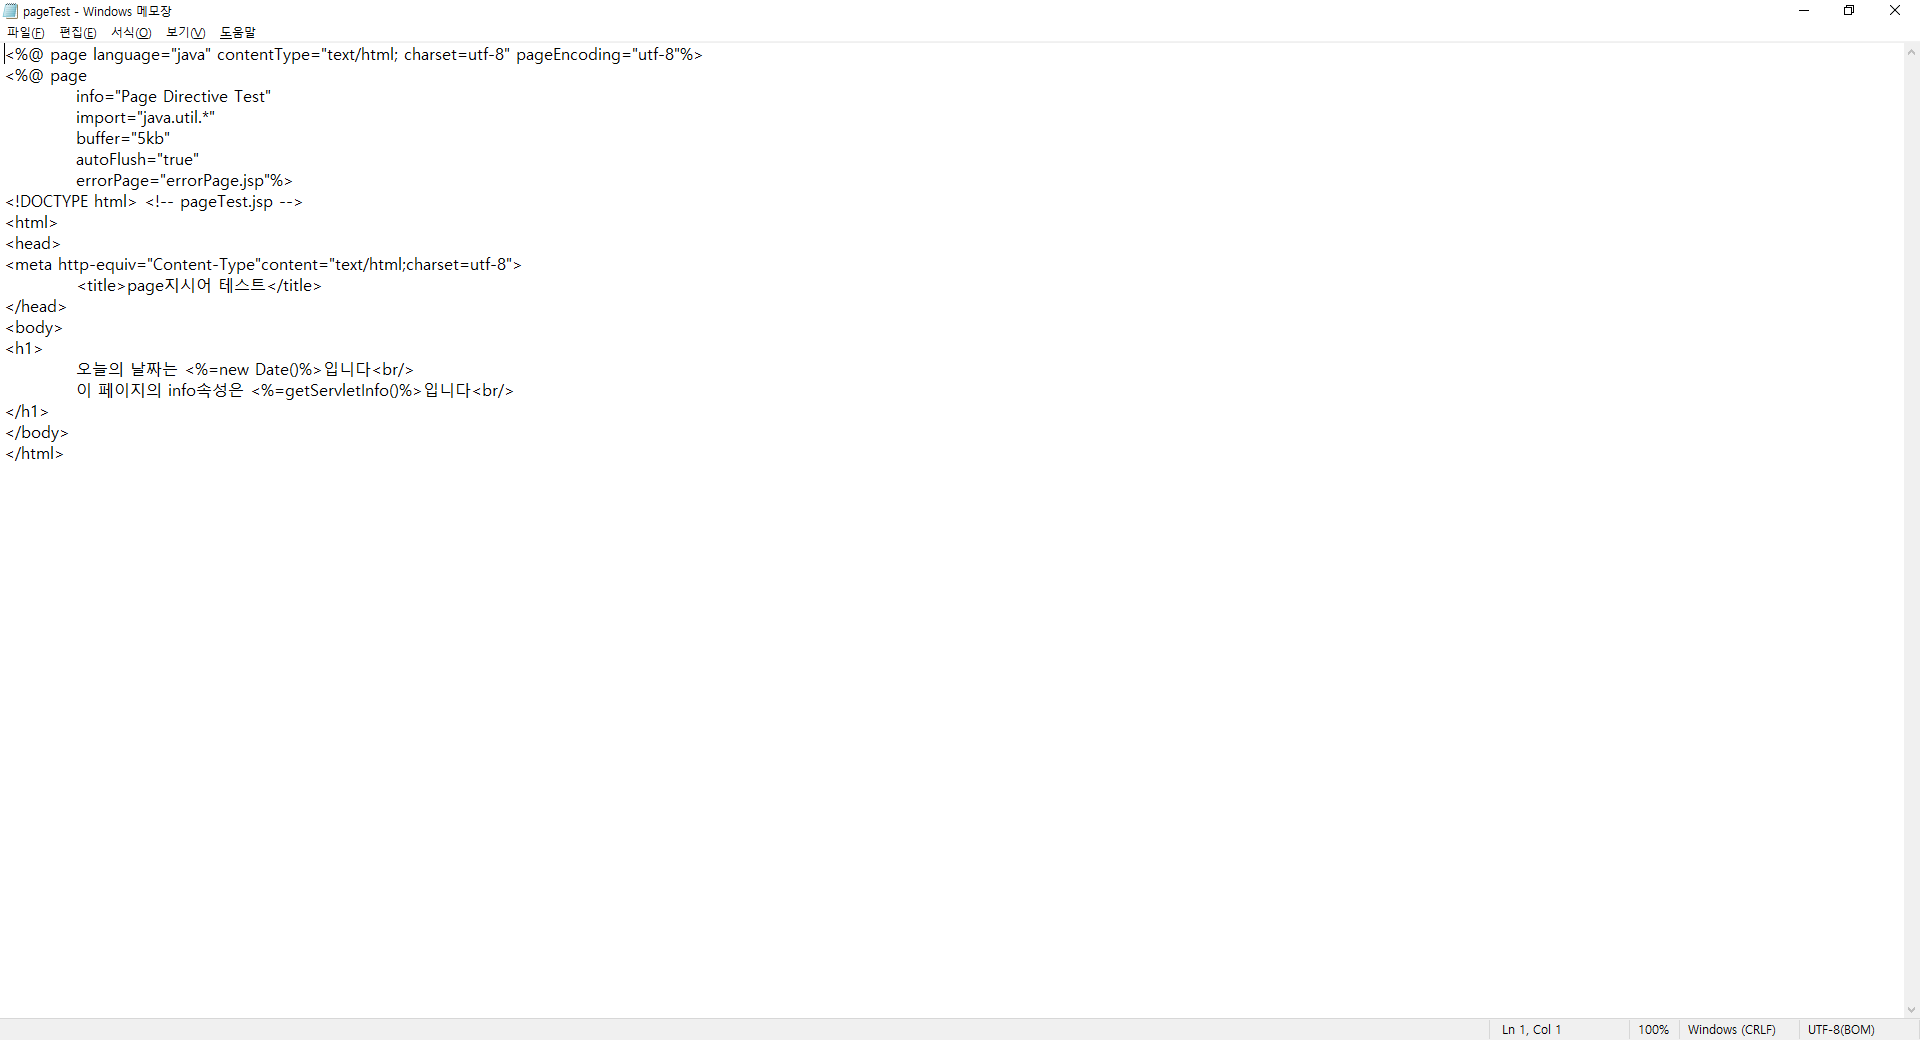 pageTest - Windows 메모장
파일(F) 편집(E) 서식(O) 보기(V) 도움말
<%@ page language="java" contentType="text/html; charset=utf-8" pageEncoding="utf-8"%>
<%@ page
info="Page Directive Test"
import="java.util.*"
buffer="5kb"
autoFlush="true"
errorPage="errorPage.jsp"%>
<!DOCTYPE html> <!-- pageTest.jsp -->
<html>
<head>
<meta http-equiv="Content-Type"content="text/html;charset=utf-8">
<title>page지시어 테스트</title>
</head>
<body>
<h1>
오늘의 날짜는 <%=new Date()%>입니다<br/>
이 페이지의 info속성은 <%=getServletInfo()%>입니다<br/>
</h1>
</body>
</html>
Ln 1, Col 1 100% Windows (CRLF) UTF-8(BOM)